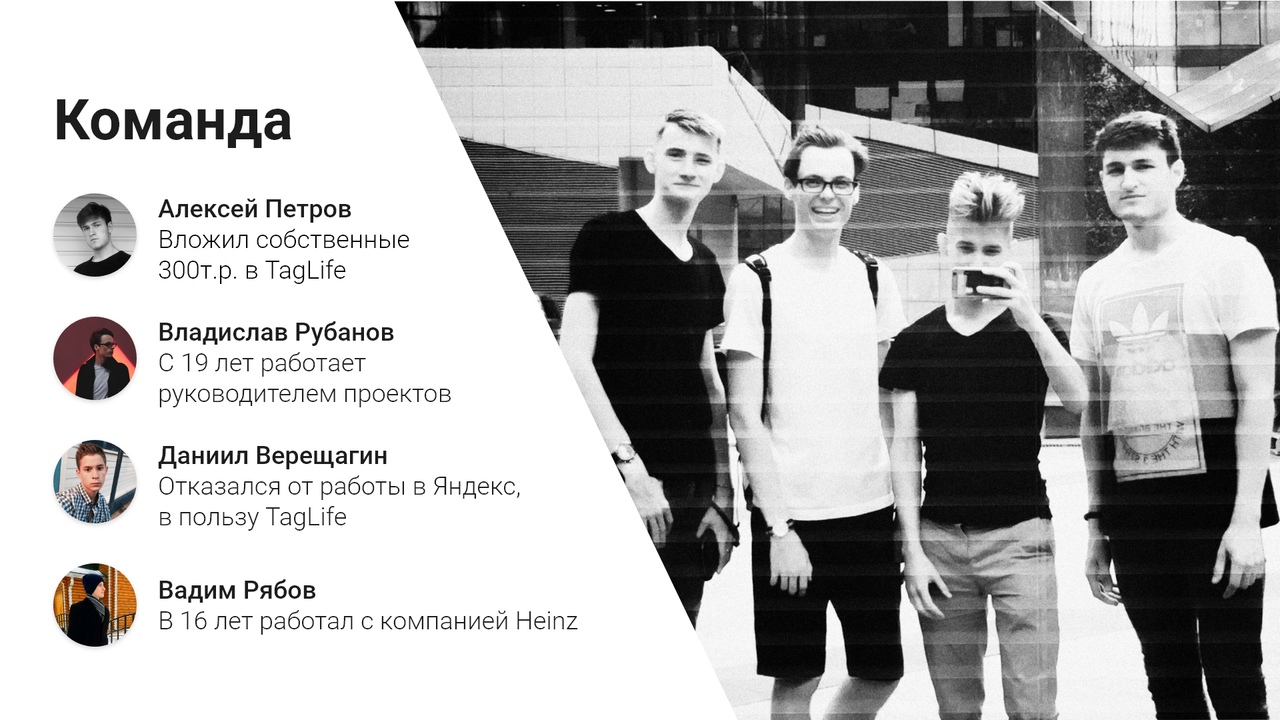 Команда
Алексей Петров
Вложил собственные
300т.р. в TagLife
Владислав Рубанов
С 19 лет работает
руководителем проектов
Даниил Верещагин
Отказался от работы в Яндекс,
в пользу TagLife
Вадим Рябов
В 16 лет работал с компанией Heinz